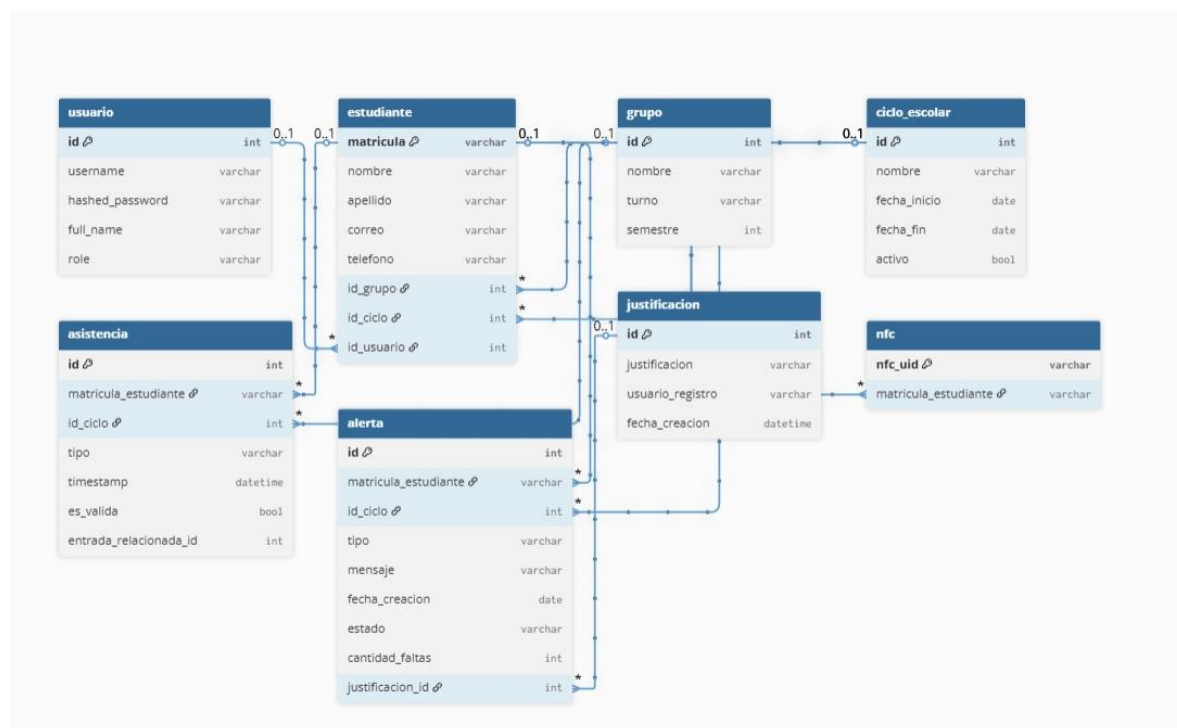 usuario
id int
username varchar
hashed_password varchar
full_name varchar
role varchar
0..1
estudiante
0..1 matricula varchar 0..1
nombre varchar
apellido varchar
correo varchar
telefono varchar
id_grupo int *
id_ciclo int *
* id_usuario int
grupo
0..1 id int
nombre varchar
turno varchar
semestre int
ciclo_escolar
0..1 id int
nombre varchar
fecha_inicio date
fecha_fin date
activo bool
asistencia
id int
matricula_estudiante varchar *
id_ciclo int *
tipo varchar
timestamp datetime
es_valida bool
entrada_relacionada_id int
alerta
id int
matricula_estudiante varchar *
id_ciclo int *
tipo varchar
mensaje varchar
fecha_creacion date
estado varchar
cantidad_faltas int
justificacion_id int *
justificacion
0..1 id int
justificacion varchar
usuario_registro varchar
fecha_creacion datetime
nfc
nfc_uid varchar
* matricula_estudiante varchar